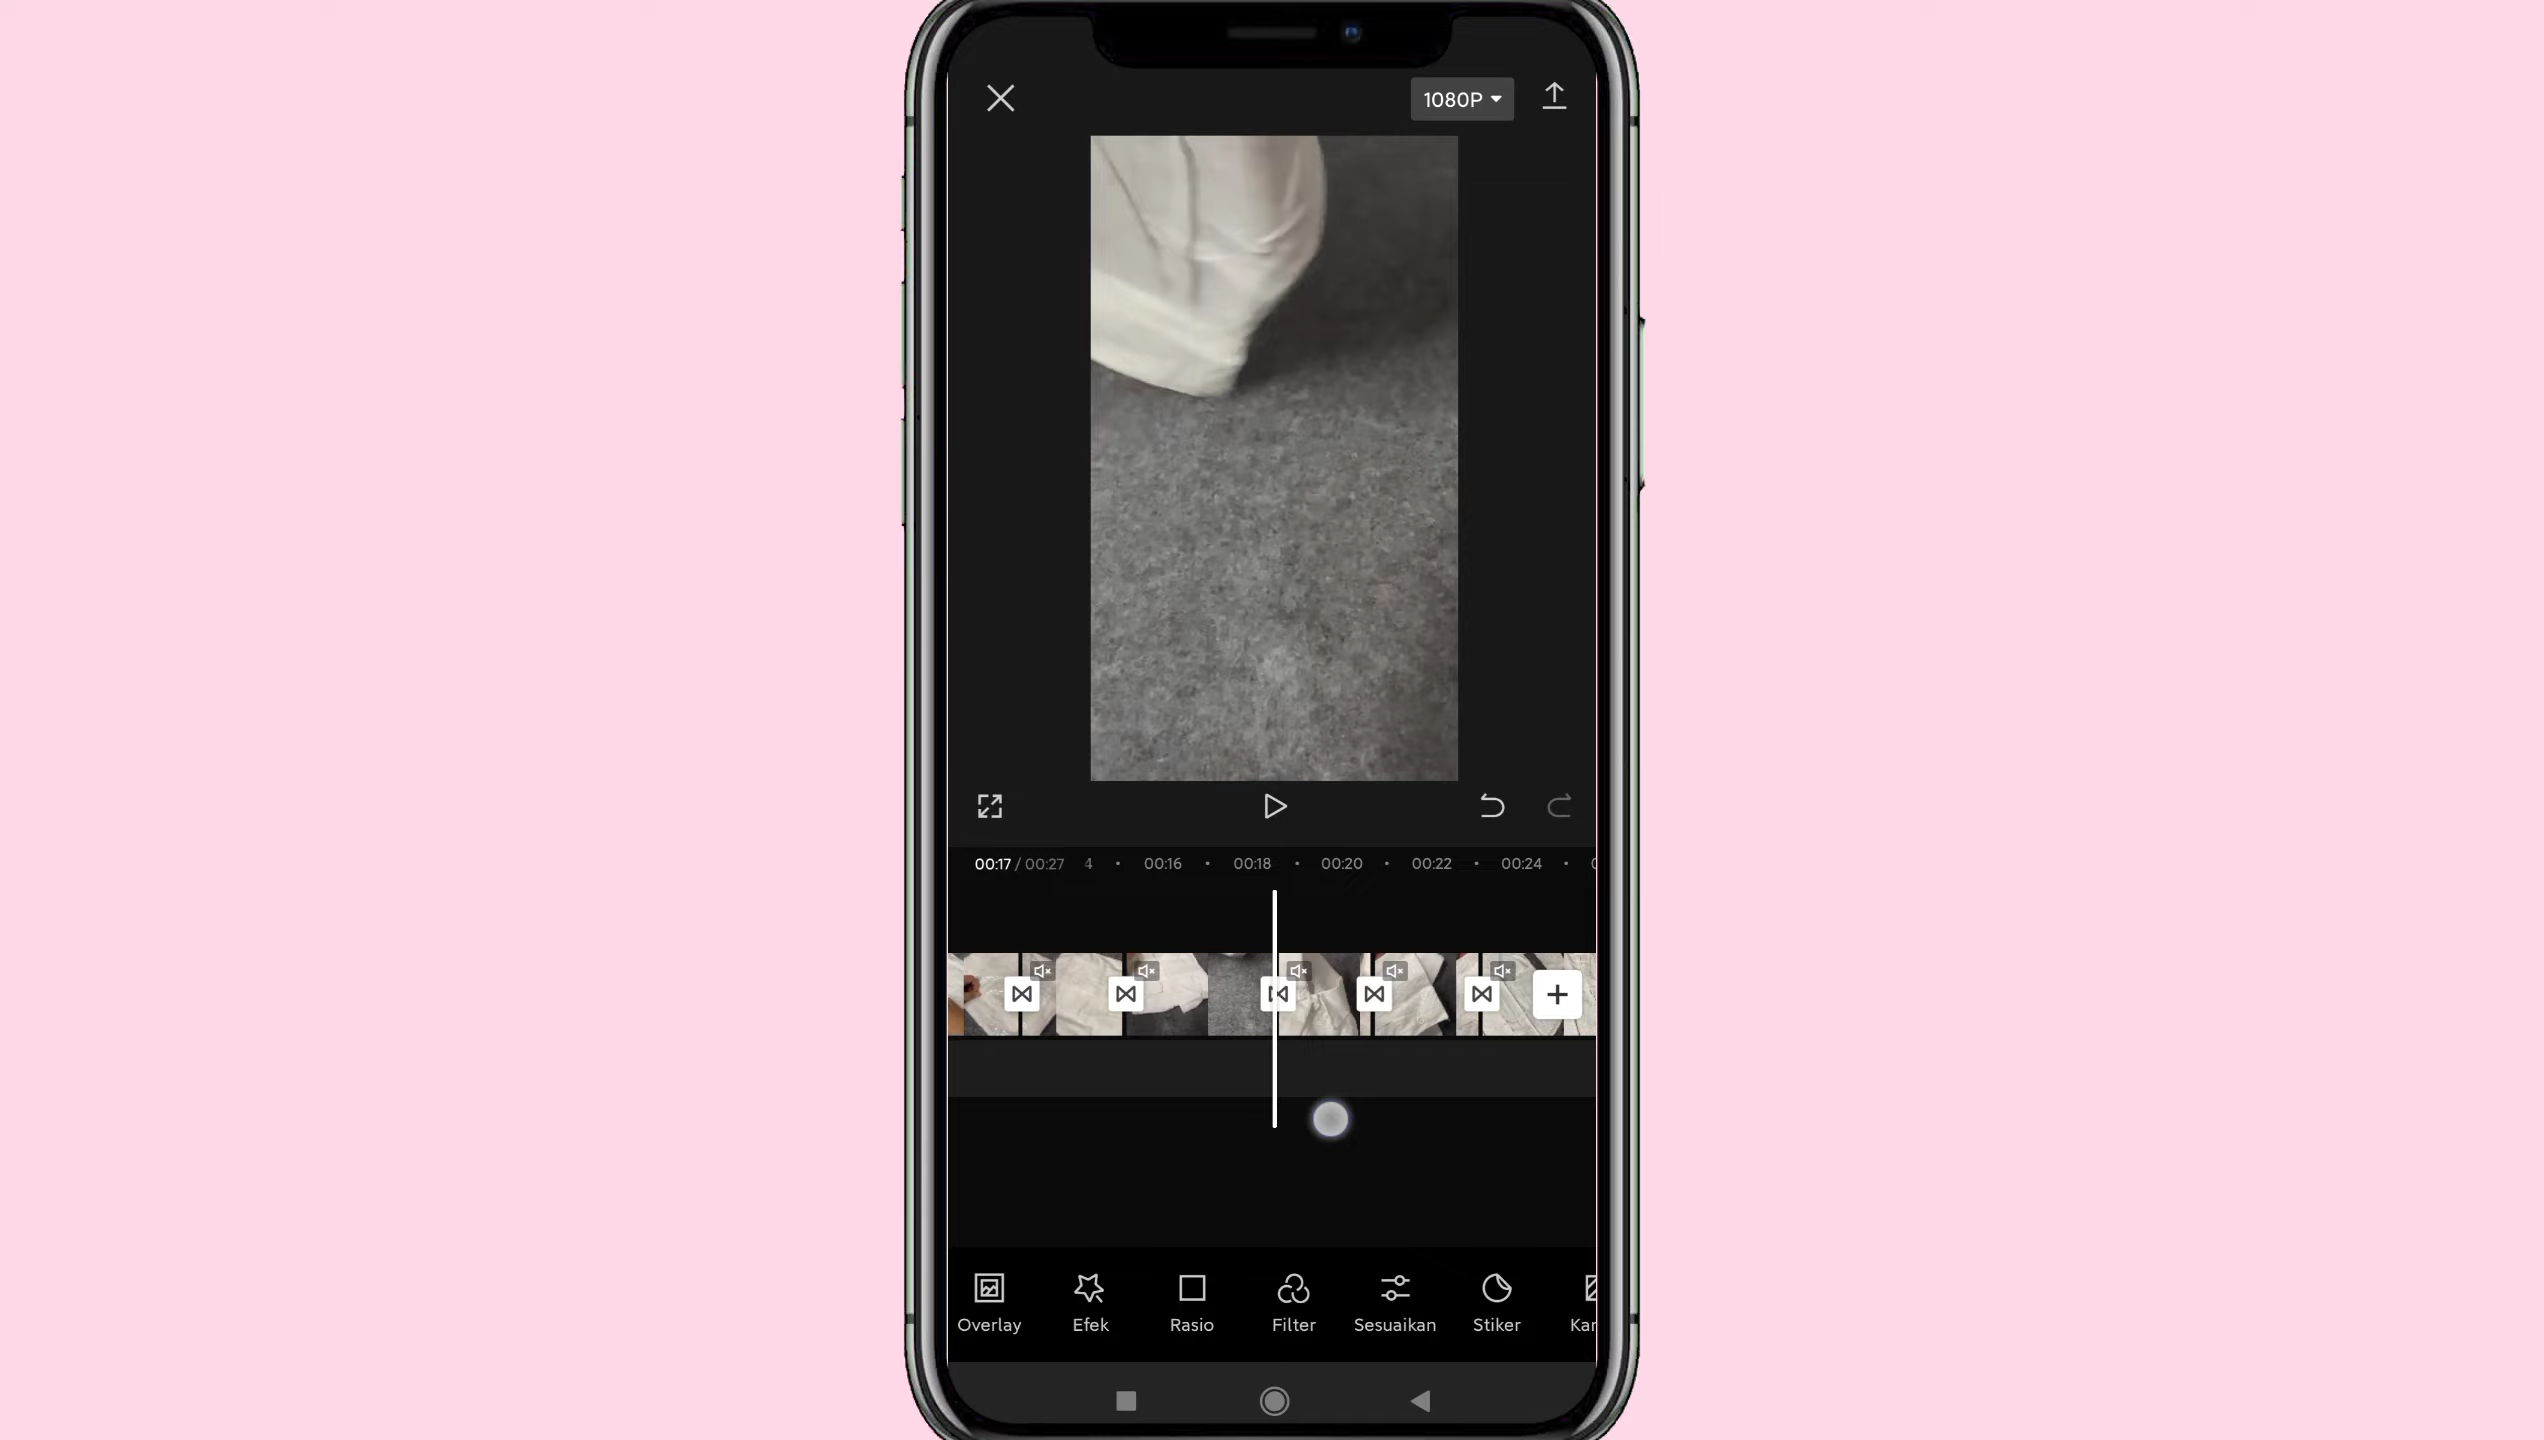 1080P
00:17 / 00:27 4 00:16 00:18 00:20 00:22 00:24
Overlay Efek Rasio Filter Sesuaikan Stiker